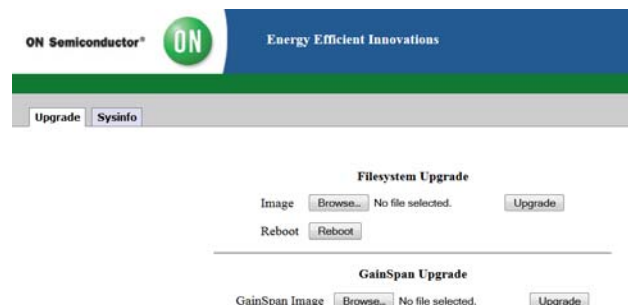 ON Semiconductor® ON Energy Efficient Innovations
Upgrade Sysinfo
Filesystem Upgrade
Image Browse... No file selected. Upgrade
Reboot Reboot
GainSpan Upgrade
GainSpan Image Browse... No file selected. Upgrade